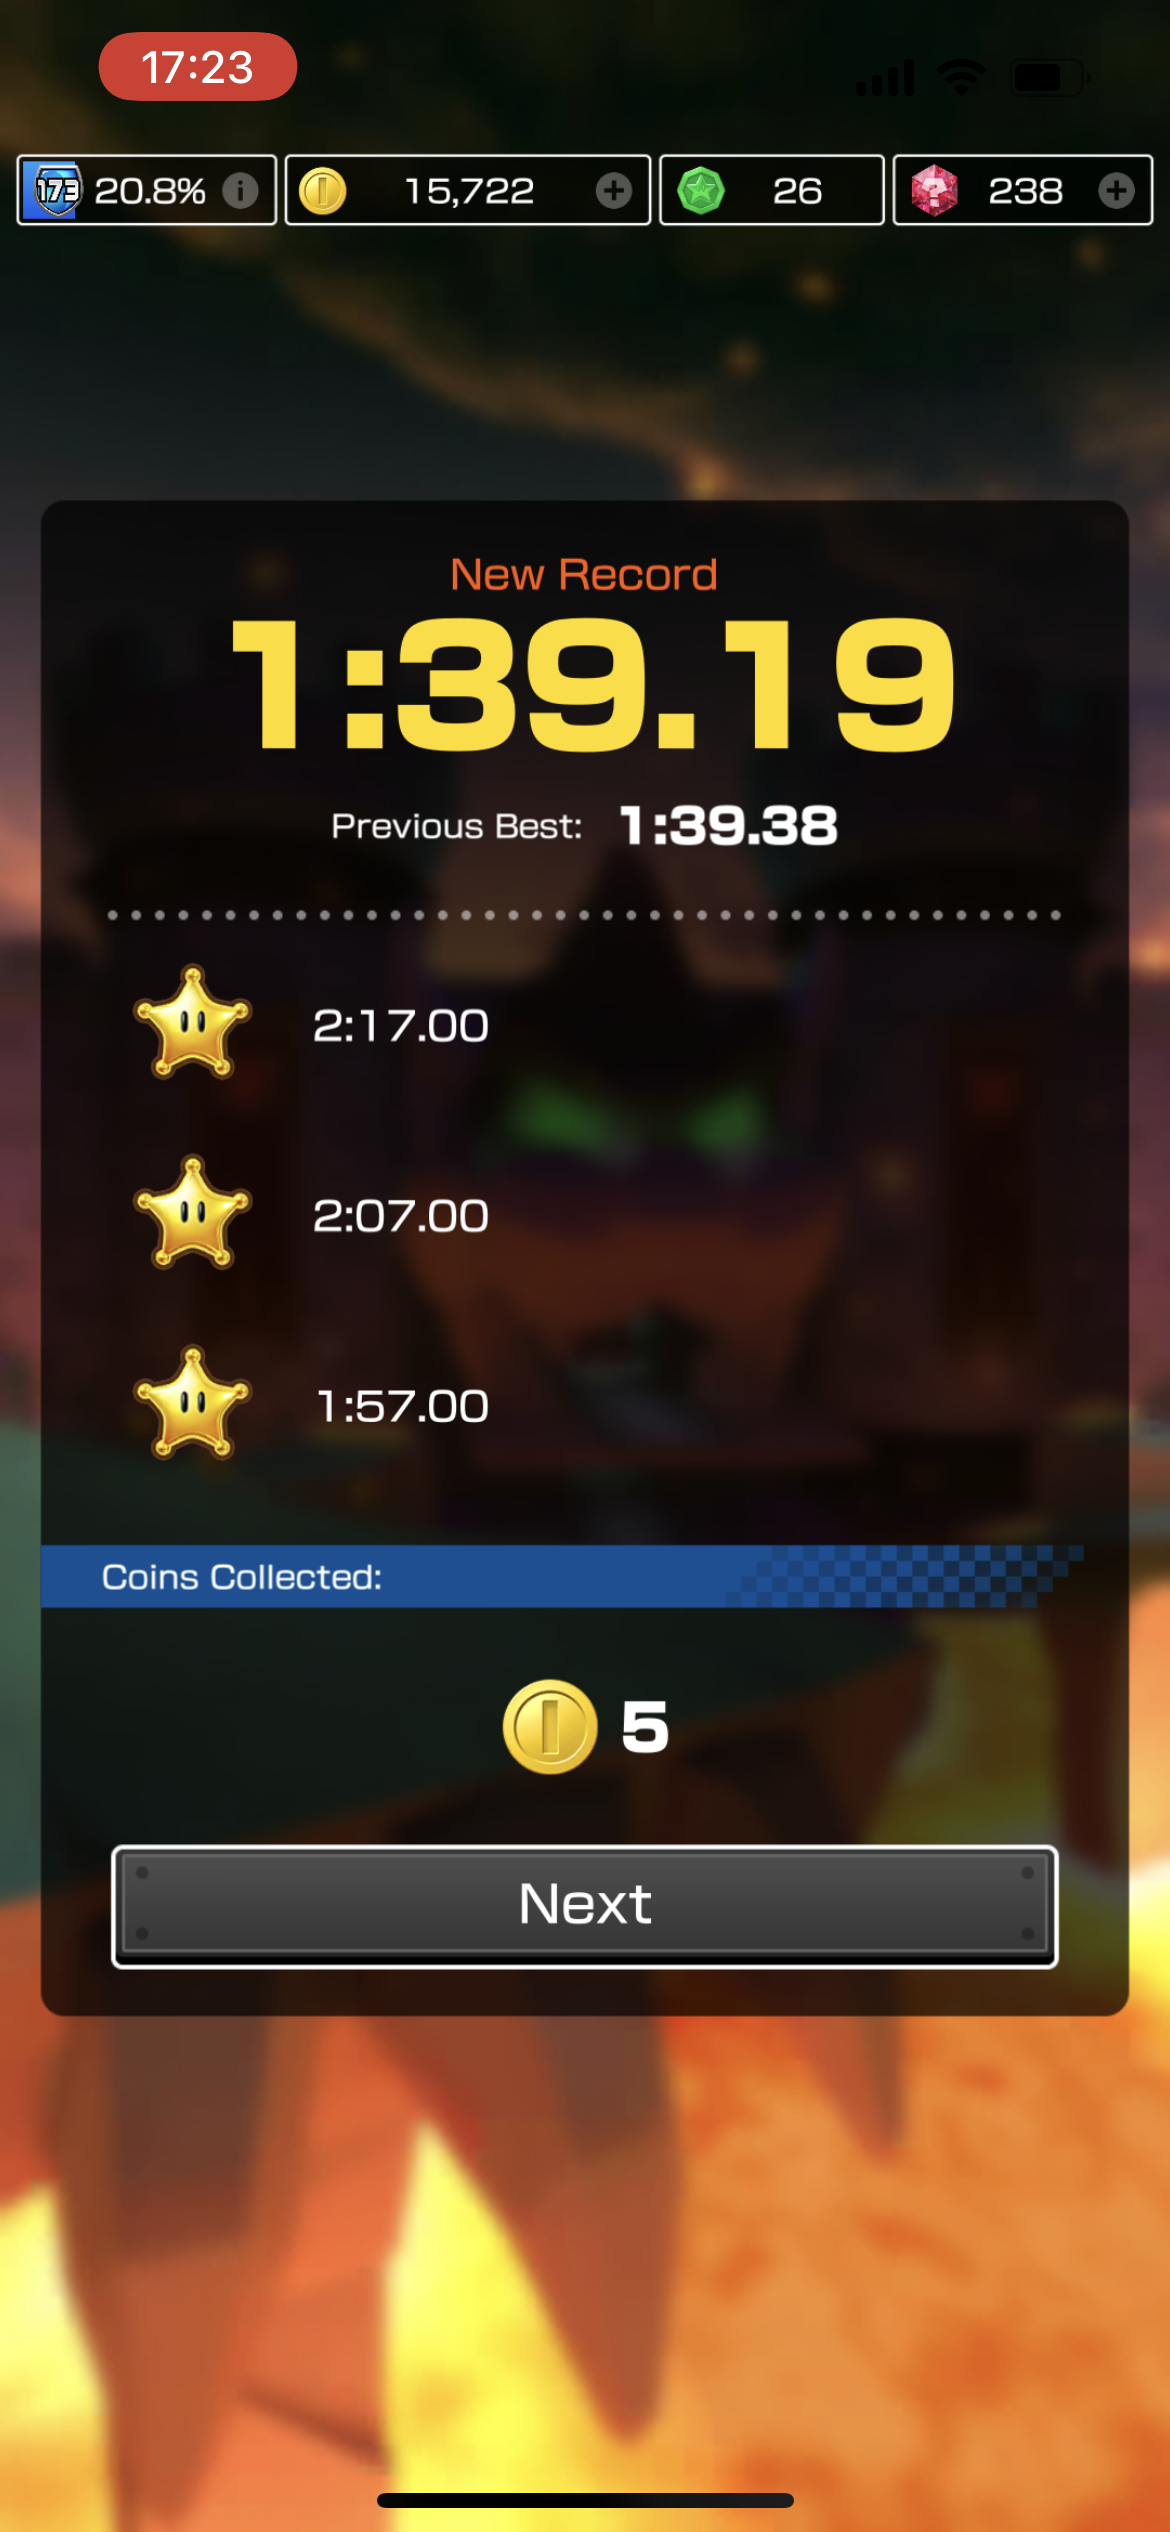 17:23
173 20.8% i 15,722 + 26 ? 238 +
New Record
1:39.19
Previous Best: 1:39.38
2:17.00
2:07.00
1:57.00
Coins Collected:
5
Next